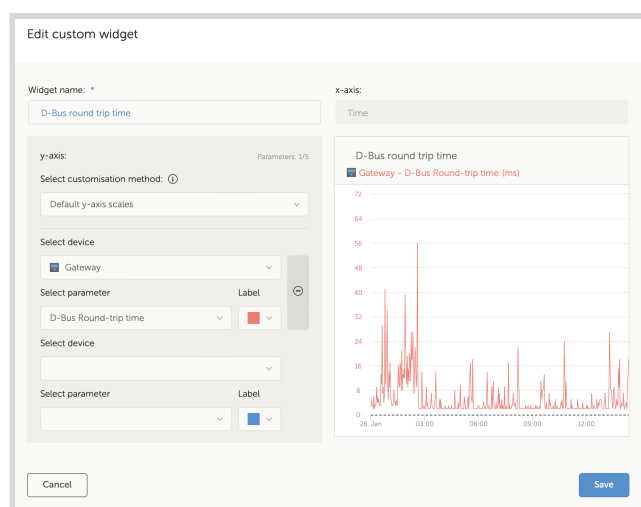 Edit custom widget
Widget name: *
D-Bus round trip time
x-axis:
Time
y-axis:
Parameters: 1/5
Select customisation method:
Default y-axis scales
Select device
Gateway
Select parameter
Label
D-Bus Round-trip time
Select device
Select parameter
Label
D-Bus round trip time
Gateway - D-Bus Round-trip time (ms)
72
64
56
48
40
32
24
16
8
0
26. Jan 03:00 06:00 09:00 12:00
Cancel
Save